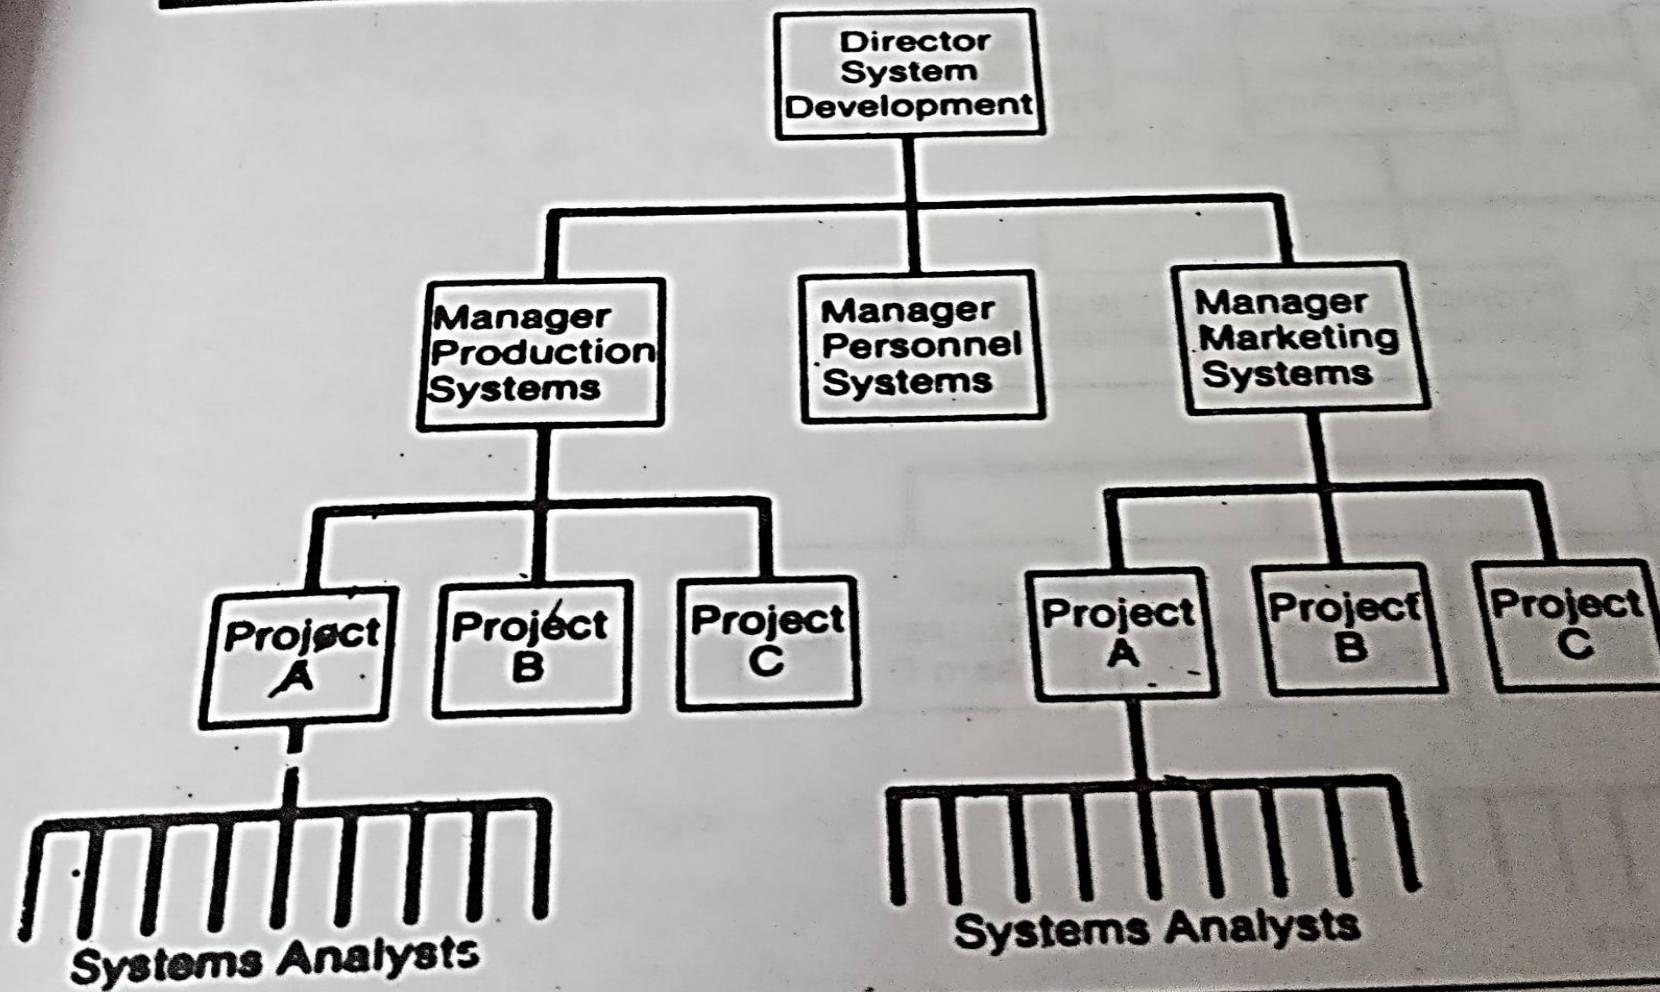 Director
System
Development
Manager
Production
Systems
Manager
Personnel
Systems
Manager
Marketing
Systems
Project
A
Project
B
Project
C
Project
A
Project
B
Project
C
Systems Analysts
Systems Analysts